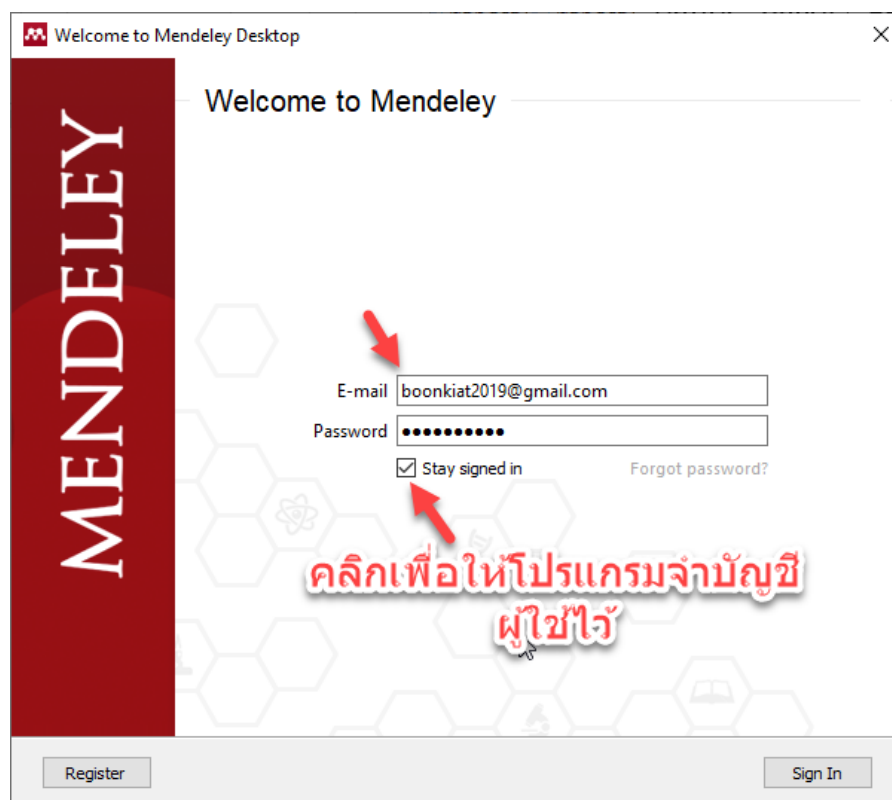 Welcome to Mendeley Desktop
Welcome to Mendeley
MENDELEY
E-mail boonkiat2019@gmail.com
Password ●●●●●●●●●●
Stay signed in Forgot password?
คลิกเพื่อให้โปรแกรมจำบัญชี
ผู้ใช้ไว้
Register Sign In